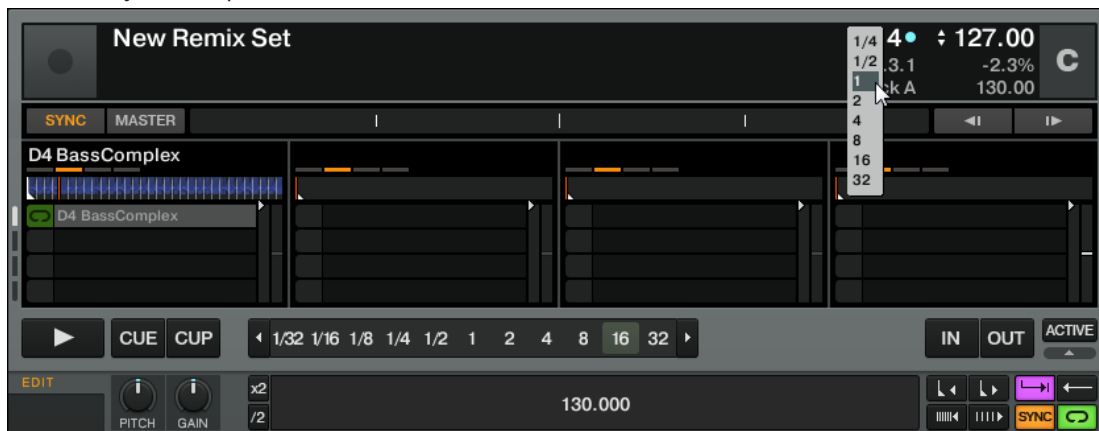 New Remix Set
4 127.00
.3.1 -2.3% C
ck A 130.00
1/4
1/2
1
2
4
8
16
32
SYNC MASTER
D4 BassComplex
D4 BassComplex
CUE CUP 1/32 1/16 1/8 1/4 1/2 1 2 4 8 16 32 IN OUT ACTIVE
EDIT
PITCH GAIN x2 /2 130.000 SYNC